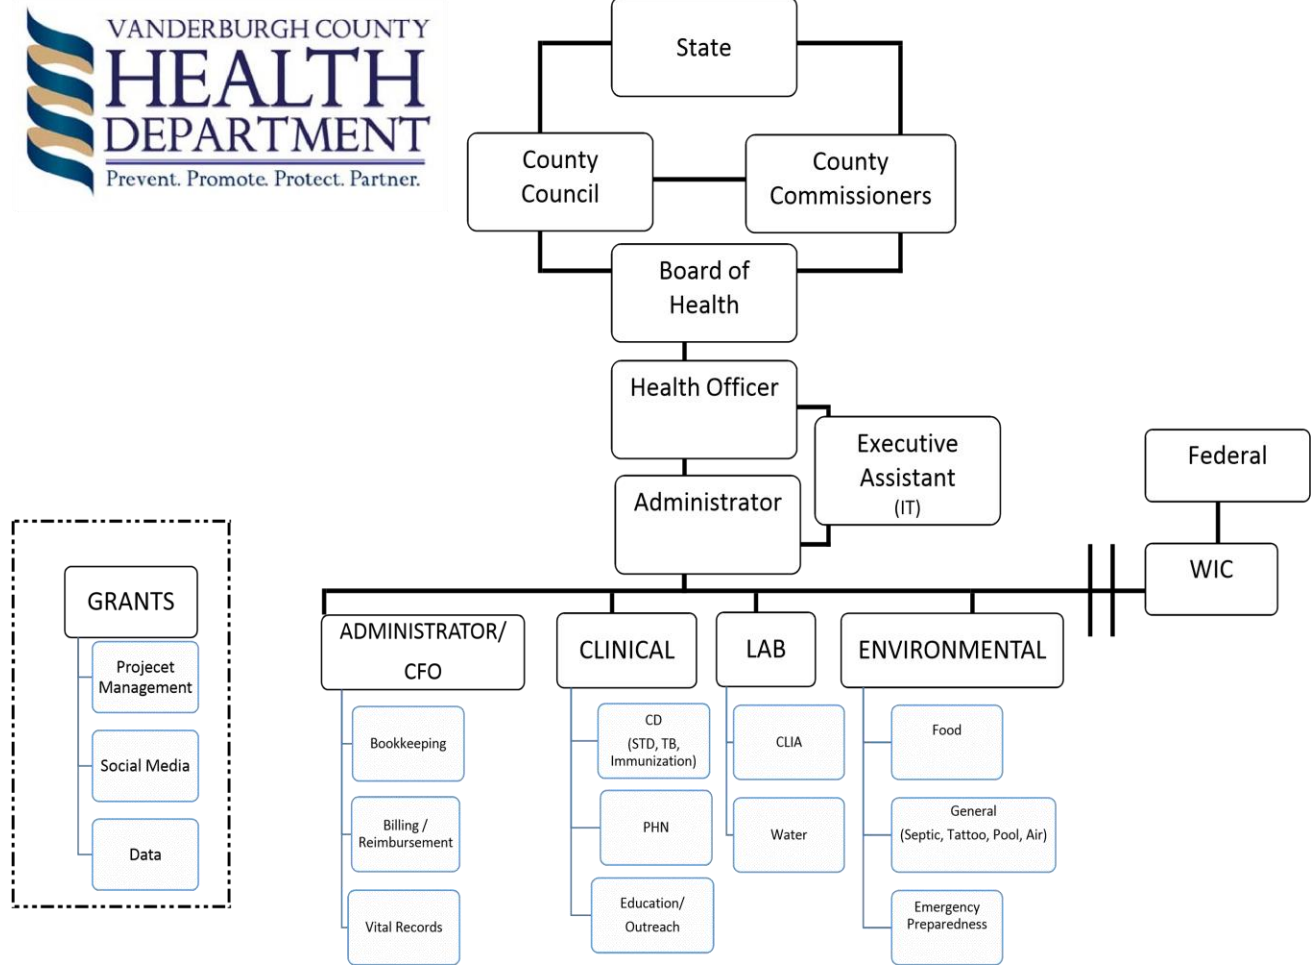 VANDERBURGH COUNTY
HEALTH
DEPARTMENT
Prevent. Promote. Protect. Partner.
State
County
Council
County
Commissioners
Board of
Health
Health Officer
Executive
Assistant
(IT)
Administrator
Federal
WIC
GRANTS
Projecet
Management
Social Media
Data
ADMINISTRATOR/
CFO
Bookkeeping
Billing /
Reimbursement
Vital Records
CLINICAL
CD
(STD, TB,
Immunization)
PHN
Education/
Outreach
LAB
CLIA
Water
ENVIRONMENTAL
Food
General
(Septic, Tattoo, Pool, Air)
Emergency
Preparedness